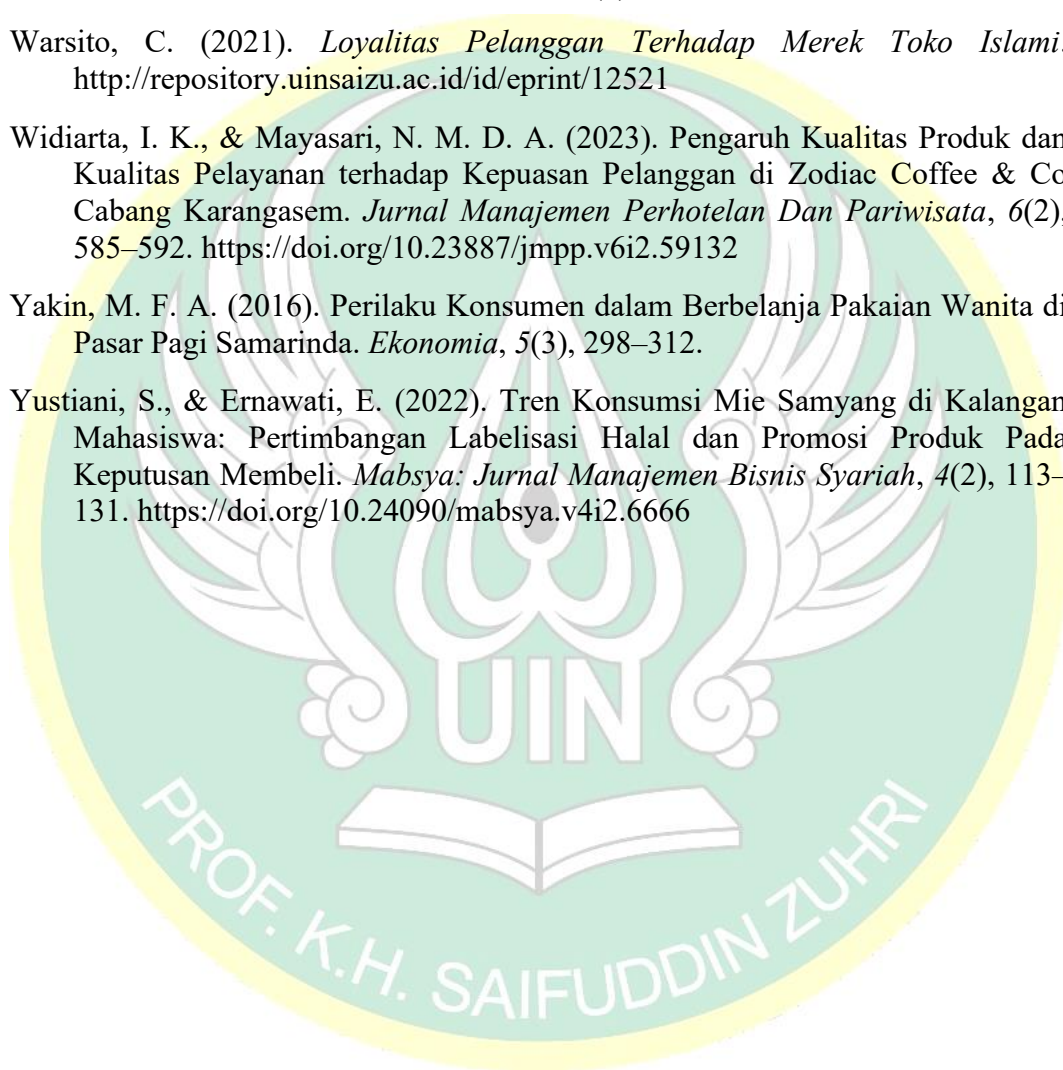 Warsito, C. (2021). Loyalitas Pelanggan Terhadap Merek Toko Islami.
http://repository.uinsaizu.ac.id/id/eprint/12521
Widiarta, I. K., & Mayasari, N. M. D. A. (2023). Pengaruh Kualitas Produk dan
Kualitas Pelayanan terhadap Kepuasan Pelanggan di Zodiac Coffee & Co
Cabang Karangasem. Jurnal Manajemen Perhotelan Dan Pariwisata, 6(2),
585–592. https://doi.org/10.23887/jmpp.v6i2.59132
Yakin, M. F. A. (2016). Perilaku Konsumen dalam Berbelanja Pakaian Wanita di
Pasar Pagi Samarinda. Ekonomia, 5(3), 298–312.
Yustiani, S., & Ernawati, E. (2022). Tren Konsumsi Mie Samyang di Kalangan
Mahasiswa: Pertimbangan Labelisasi Halal dan Promosi Produk Pada
Keputusan Membeli. Mabsya: Jurnal Manajemen Bisnis Syariah, 4(2), 113–
131. https://doi.org/10.24090/mabsya.v4i2.6666
UIN
PROF. K.H. SAIFUDDIN ZUHRI